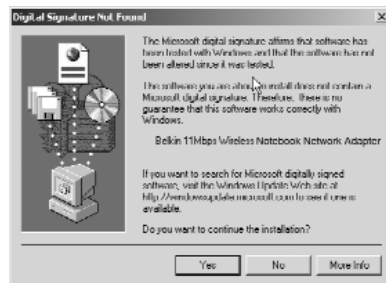 Digital Signature Not Found
The Microsoft digital signature affirms that software has
been tested with Windows and that the software has not
been altered since it was tested.
The software you are about to install does not contain a
Microsoft digital signature. Therefore, there is no
guarantee that this software works correctly with
Windows.
Belkin 11Mbps Wireless Notebook Network Adapter
If you want to search for Microsoft digitally signed
software, visit the Windows Update Web site at
http://windowsupdate.microsoft.com to see if one is
available.
Do you want to continue the installation?
Yes No More Info